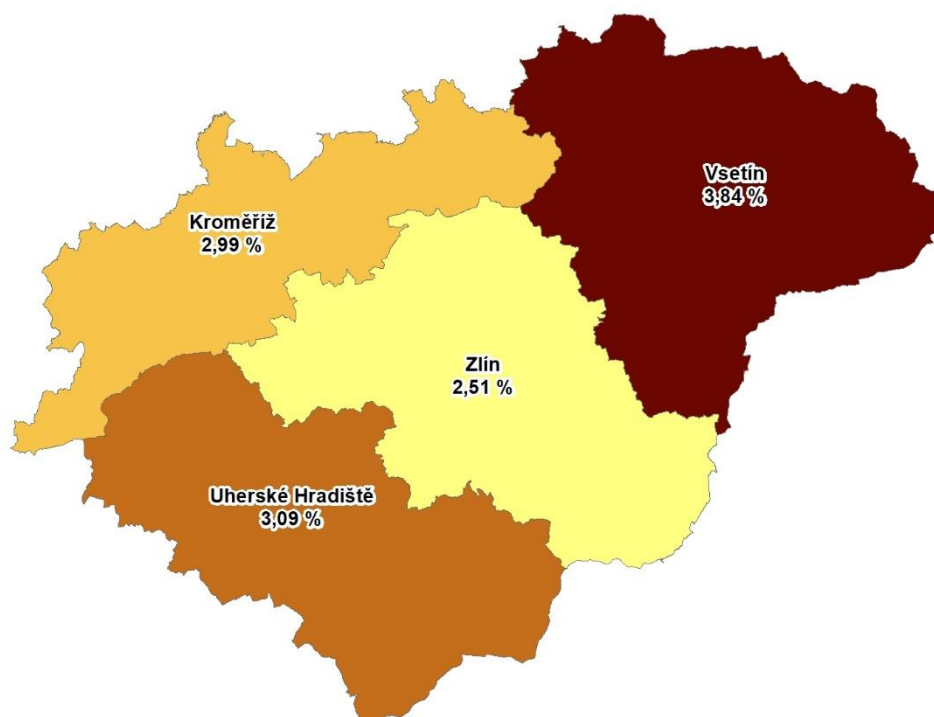 Vsetín
3,84 %
Kroměříž
2,99 %
Zlín
2,51 %
Uherské Hradiště
3,09 %